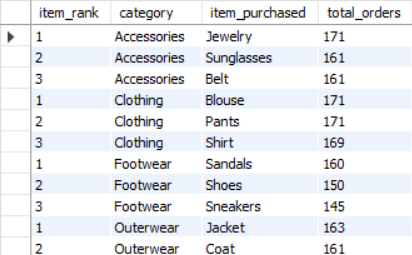 item_rank category item_purchased total_orders
1 Accessories Jewelry 171
2 Accessories Sunglasses 161
3 Accessories Belt 161
1 Clothing Blouse 171
2 Clothing Pants 171
3 Clothing Shirt 169
1 Footwear Sandals 160
2 Footwear Shoes 150
3 Footwear Sneakers 145
1 Outerwear Jacket 163
2 Outerwear Coat 161